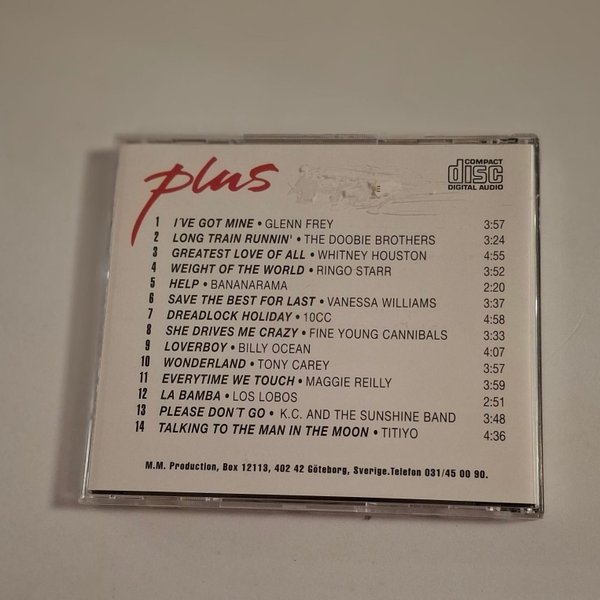 plus
COMPACT
disc
DIGITAL AUDIO
1 I'VE GOT MINE • GLENN FREY 3:57
2 LONG TRAIN RUNNIN' • THE DOOBIE BROTHERS 3:24
3 GREATEST LOVE OF ALL • WHITNEY HOUSTON 4:55
4 WEIGHT OF THE WORLD • RINGO STARR 3:52
5 HELP • BANANARAMA 2:20
6 SAVE THE BEST FOR LAST • VANESSA WILLIAMS 3:37
7 DREADLOCK HOLIDAY • 10CC 4:58
8 SHE DRIVES ME CRAZY • FINE YOUNG CANNIBALS 3:33
9 LOVERBOY • BILLY OCEAN 4:07
10 WONDERLAND • TONY CAREY 3:57
11 EVERYTIME WE TOUCH • MAGGIE REILLY 3:59
12 LA BAMBA • LOS LOBOS 2:51
13 PLEASE DON´T GO • K.C. AND THE SUNSHINE BAND 3:48
14 TALKING TO THE MAN IN THE MOON • TITIYO 4:36
M.M. Production, Box 12113, 402 42 Göteborg, Sverige.Telefon 031/45 00 90.